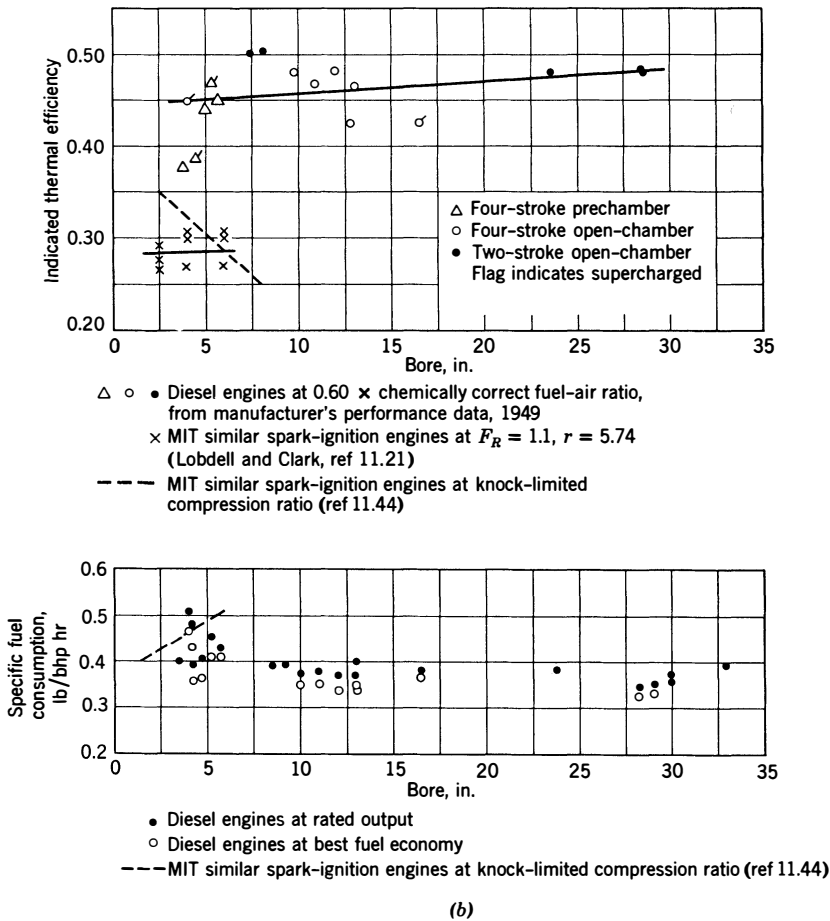 0.50
0.40
0.30
0.20
Indicated thermal efficiency
△ Four-stroke prechamber
○ Four-stroke open-chamber
● Two-stroke open-chamber
Flag indicates supercharged
0 5 10 15 20 25 30 35
Bore, in.
△ ○ ● Diesel engines at 0.60 × chemically correct fuel-air ratio,
from manufacturer's performance data, 1949
× MIT similar spark-ignition engines at F_R = 1.1, r = 5.74
(Lobdell and Clark, ref 11.21)
--- MIT similar spark-ignition engines at knock-limited
compression ratio (ref 11.44)
0.6
0.5
0.4
0.3
0.2
Specific fuel
consumption,
lb/bhp hr
0 5 10 15 20 25 30 35
Bore, in.
● Diesel engines at rated output
○ Diesel engines at best fuel economy
--- MIT similar spark-ignition engines at knock-limited compression ratio (ref 11.44)
(b)